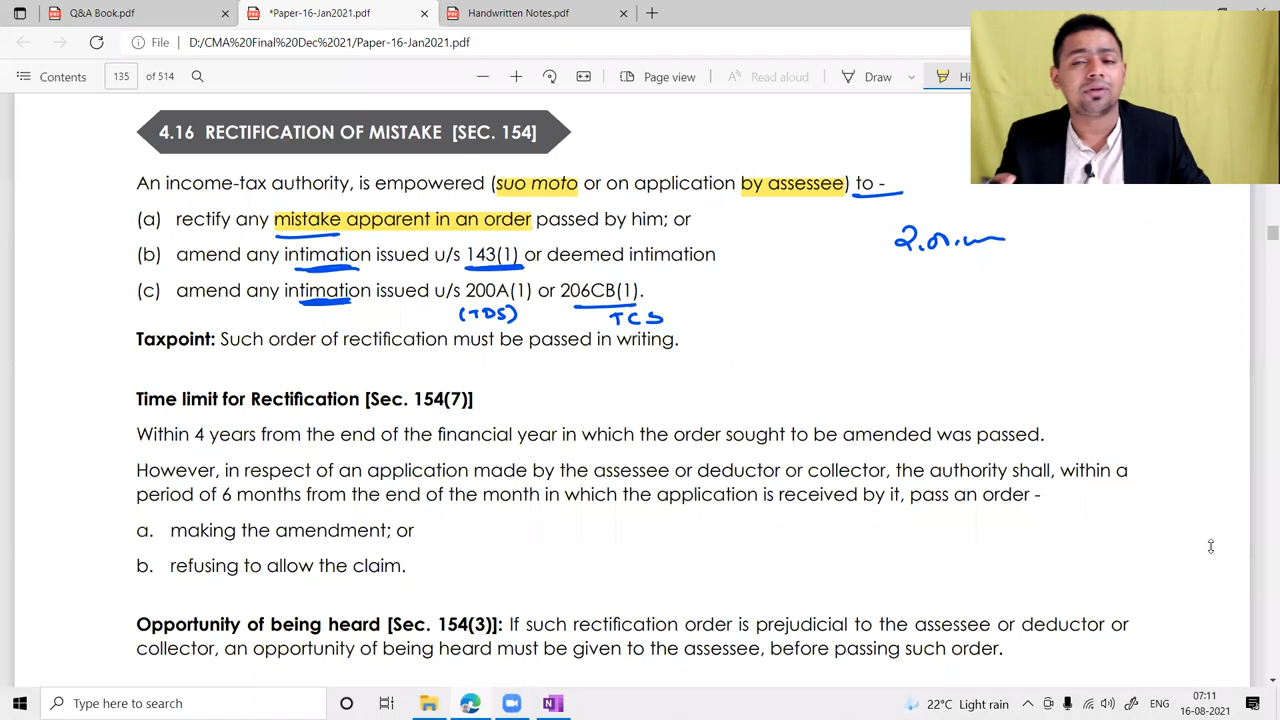 Q&A Book.pdf
*Paper-16-Jan2021.pdf
Handwritten Notes.pdf
File D:/CMA%20Final%20Dec%2021/Paper-16-Jan2021.pdf
Contents 135 of 514 Page view Read aloud Draw Hi
4.16 RECTIFICATION OF MISTAKE [SEC. 154]
An income-tax authority, is empowered (suo moto or on application by assessee) to -
(a) rectify any mistake apparent in an order passed by him; or
(b) amend any intimation issued u/s 143(1) or deemed intimation
(c) amend any intimation issued u/s 200A(1) or 206CB(1).
(TDS) TCS
Taxpoint: Such order of rectification must be passed in writing.
Time limit for Rectification [Sec. 154(7)]
Within 4 years from the end of the financial year in which the order sought to be amended was passed.
However, in respect of an application made by the assessee or deductor or collector, the authority shall, within a
period of 6 months from the end of the month in which the application is received by it, pass an order -
a. making the amendment; or
b. refusing to allow the claim.
Opportunity of being heard [Sec. 154(3)]: If such rectification order is prejudicial to the assessee or deductor or
collector, an opportunity of being heard must be given to the assessee, before passing such order.
Type here to search
22°C Light rain
ENG
07:11
16-08-2021